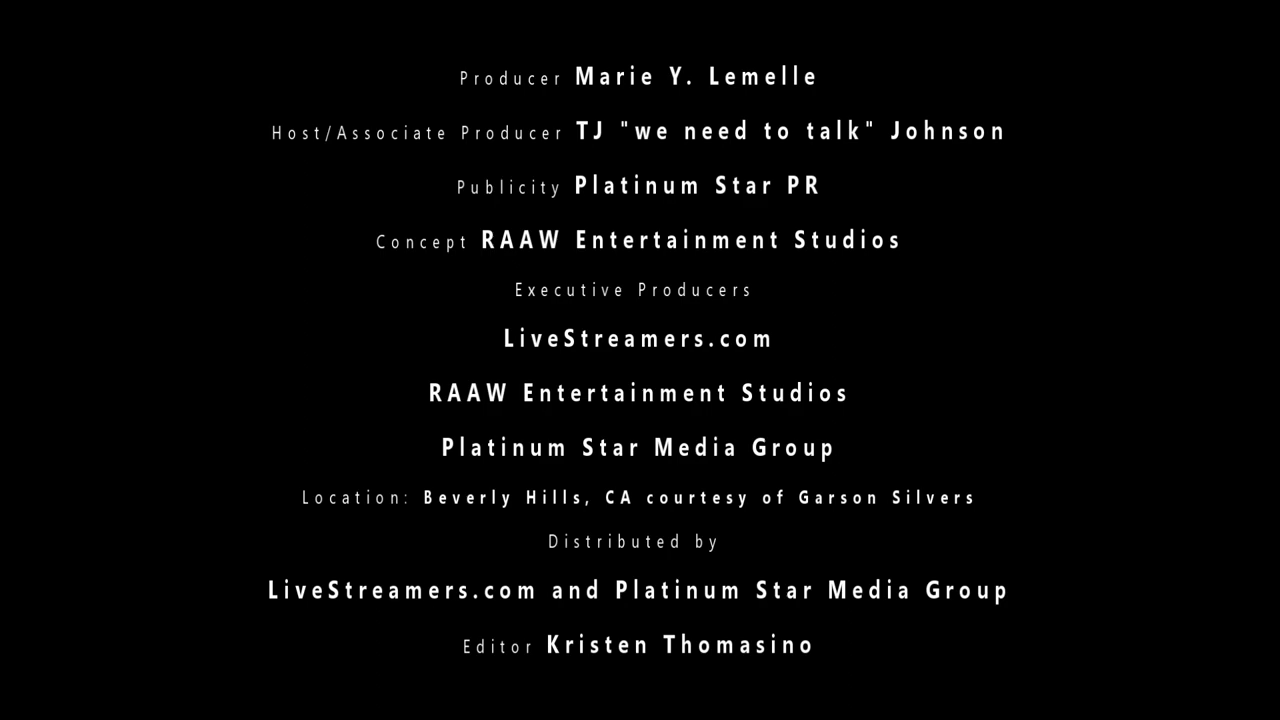 Producer Marie Y. Lemelle
Host/Associate Producer TJ "we need to talk" Johnson
Publicity Platinum Star PR
Concept RAAW Entertainment Studios
Executive Producers
LiveStreamers.com
RAAW Entertainment Studios
Platinum Star Media Group
Location: Beverly Hills, CA courtesy of Garson Silvers
Distributed by
LiveStreamers.com and Platinum Star Media Group
Editor Kristen Thomasino